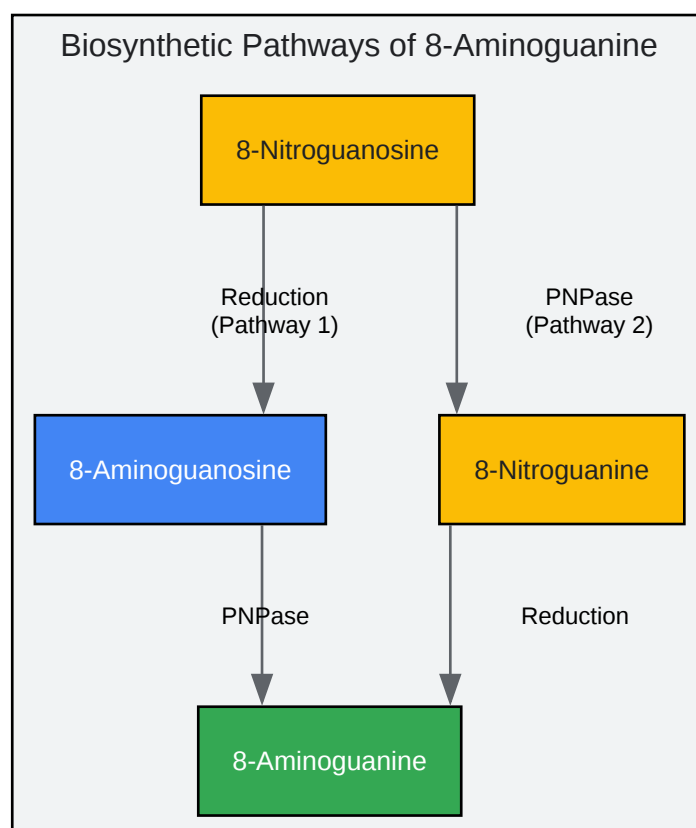 Biosynthetic Pathways of 8-Aminoguanine
8-Nitroguanosine
Reduction
(Pathway 1)
PNPase
(Pathway 2)
8-Aminoguanosine
8-Nitroguanine
PNPase
Reduction
8-Aminoguanine